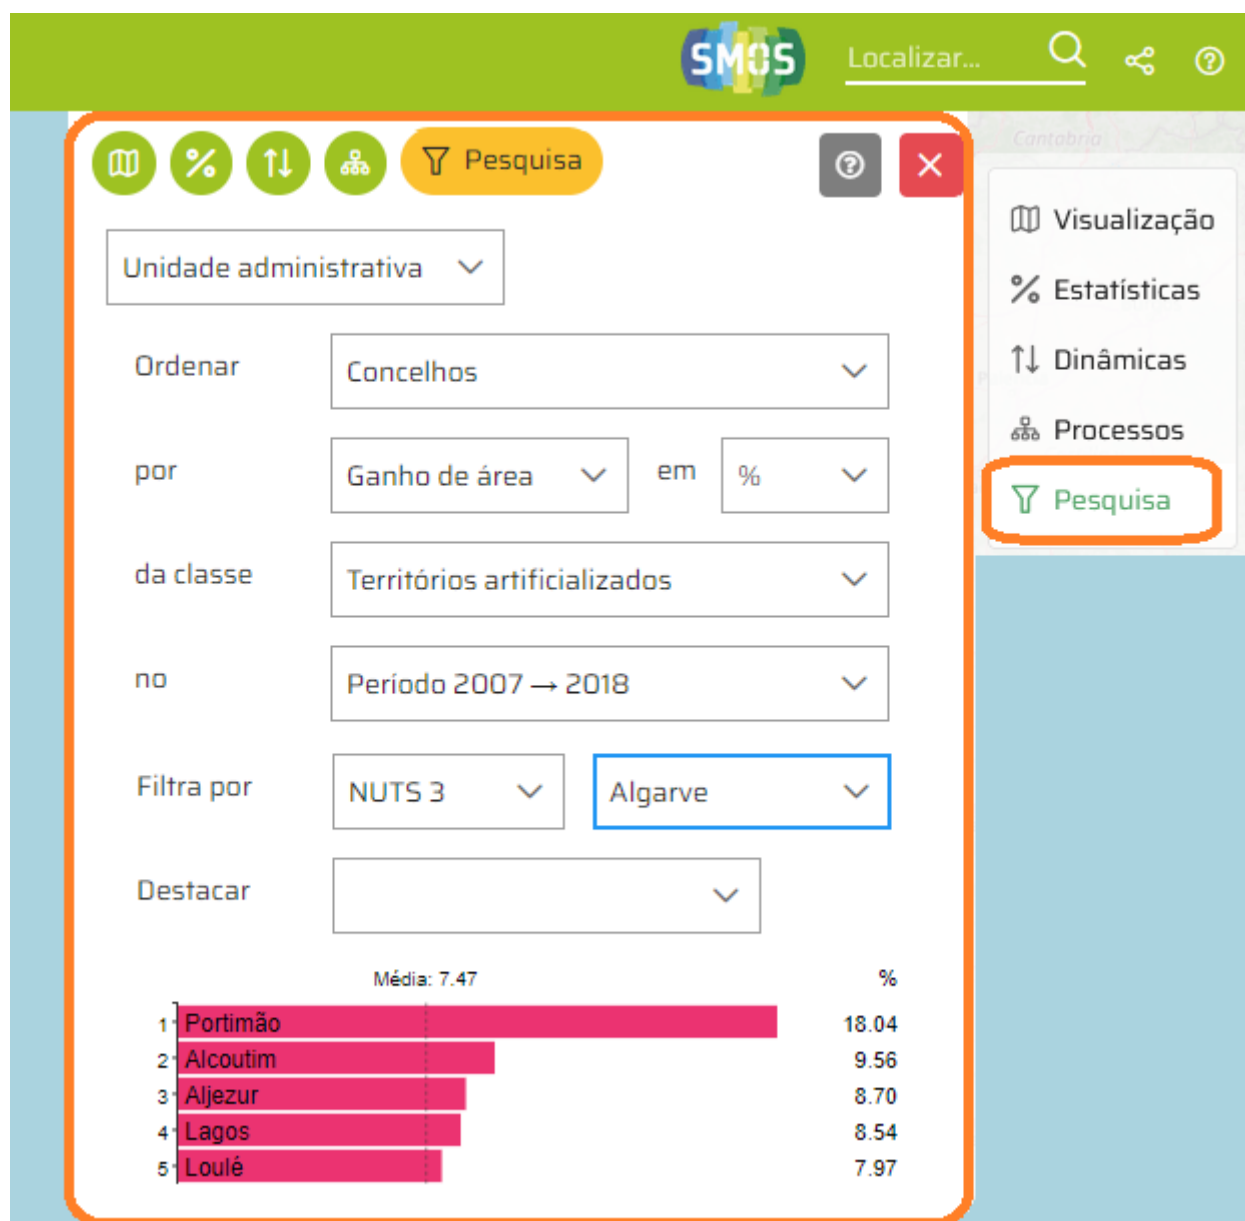 SMOS
Localizar...
Cantabria
Pesquisa
Unidade administrativa
Ordenar Concelhos
por Ganho de área em %
da classe Territórios artificializados
no Período 2007 → 2018
Filtra por NUTS 3 Algarve
Destacar
Média: 7.47 %
1 Portimão 18.04
2 Alcoutim 9.56
3 Aljezur 8.70
4 Lagos 8.54
5 Loulé 7.97
Visualização
Estatísticas
Dinâmicas
Processos
Pesquisa